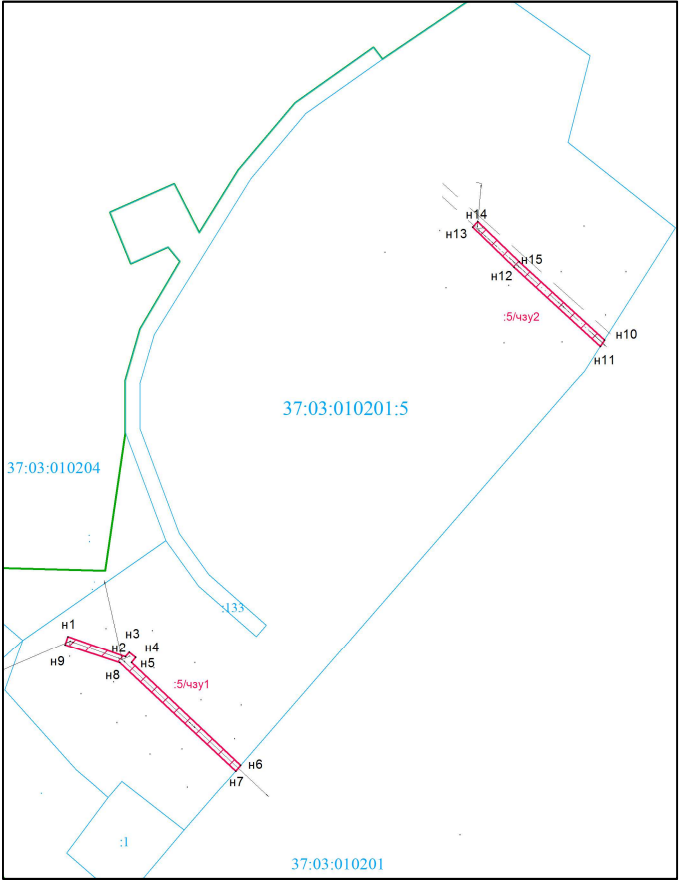 н14
н13
н15
н12
:5/чзу2
н10
н11
37:03:010201:5
37:03:010204
:133
н1
н3
н2
н4
н9
н5
н8
:5/чзу1
н6
н7
:1
37:03:010201